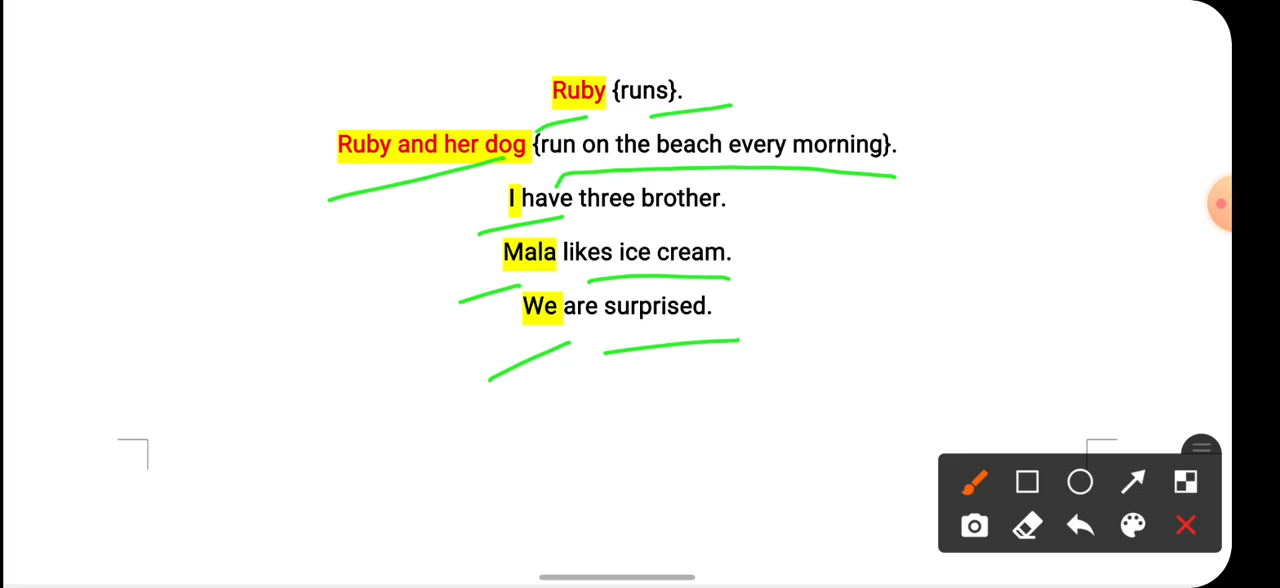 Ruby {runs}.
Ruby and her dog {run on the beach every morning}.
I have three brother.
Mala likes ice cream.
We are surprised.